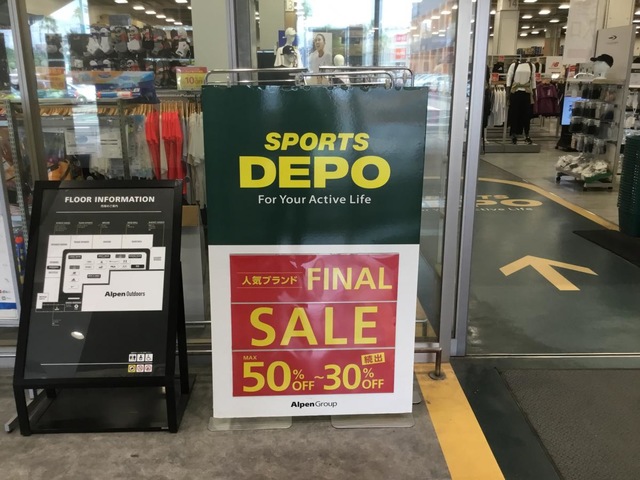 SPORTS
DEPO
For Your Active Life
人気ブランド FINAL
SALE
MAX 50%OFF～30%OFF 続出
AlpenGroup
FLOOR INFORMATION
Alpen Outdoors